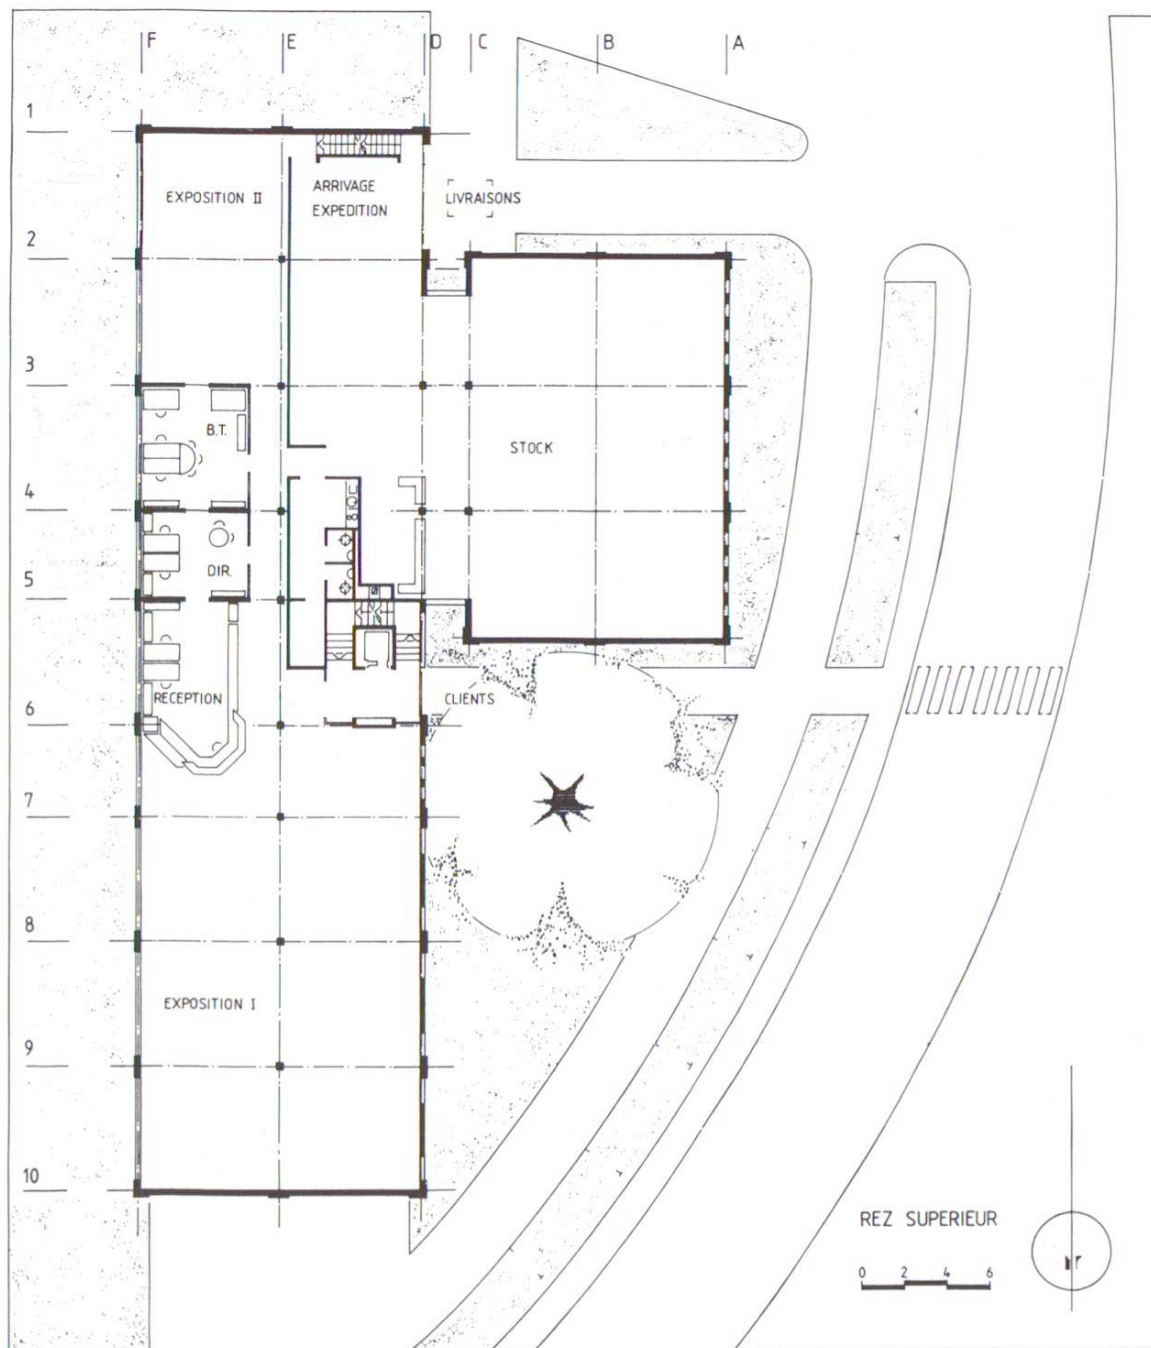 F E D C B A
1
EXPOSITION II
ARRIVAGE
EXPEDITION
LIVRAISONS
2
3
B.T.
STOCK
4
DIR.
5
RECEPTION
CLIENTS
6
7
8
EXPOSITION I
9
10
REZ SUPERIEUR
0 2 4 6